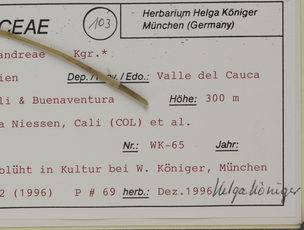 CEAE 103 Herbarium Helga Königer
München (Germany)
andreae Kgr.*
ien Dep./Prov./Edo.: Valle del Cauca
li & Buenaventura Höhe: 300 m
a Niessen, Cali (COL) et al.
Nr.: WK-65 Jahr:
blüht in Kultur bei W. Königer, München
2 (1996) P # 69 herb.: Dez.1996 Helga Königer